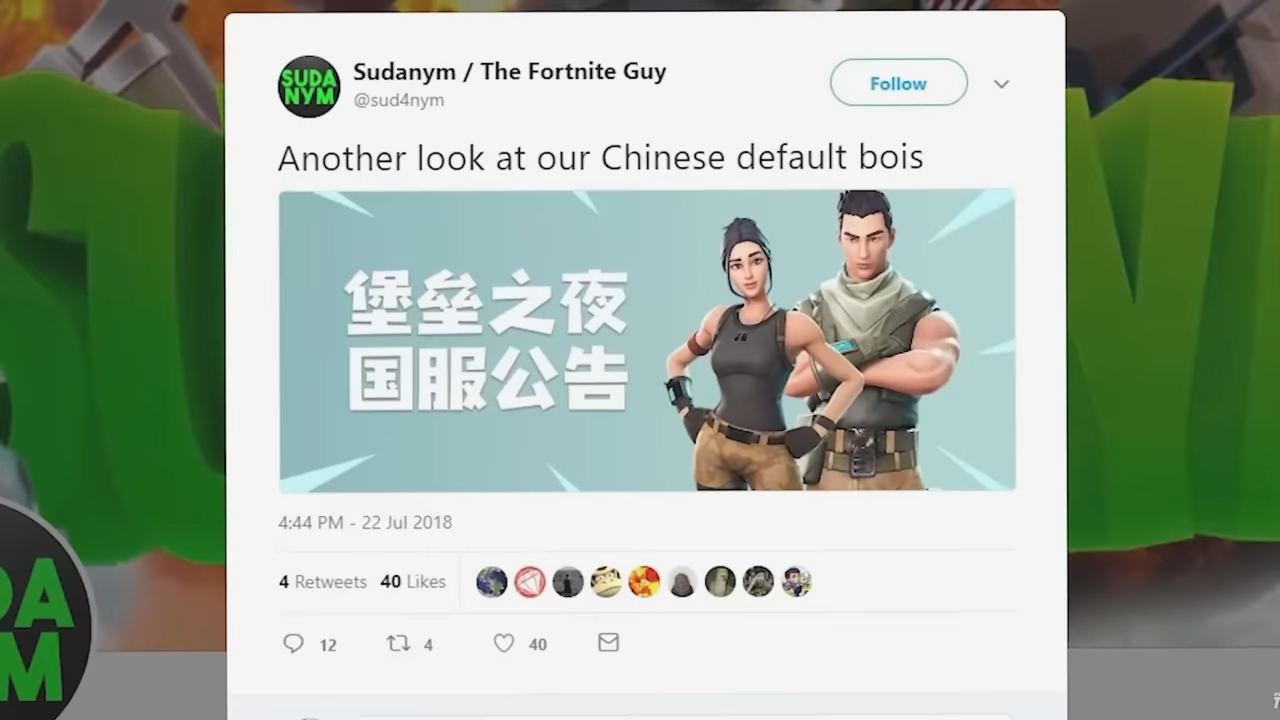 SUDA
NYM
Sudanym / The Fortnite Guy
@sud4nym
Follow
Another look at our Chinese default bois
堡垒之夜
国服公告
4:44 PM - 22 Jul 2018
4 Retweets 40 Likes
12 4 40